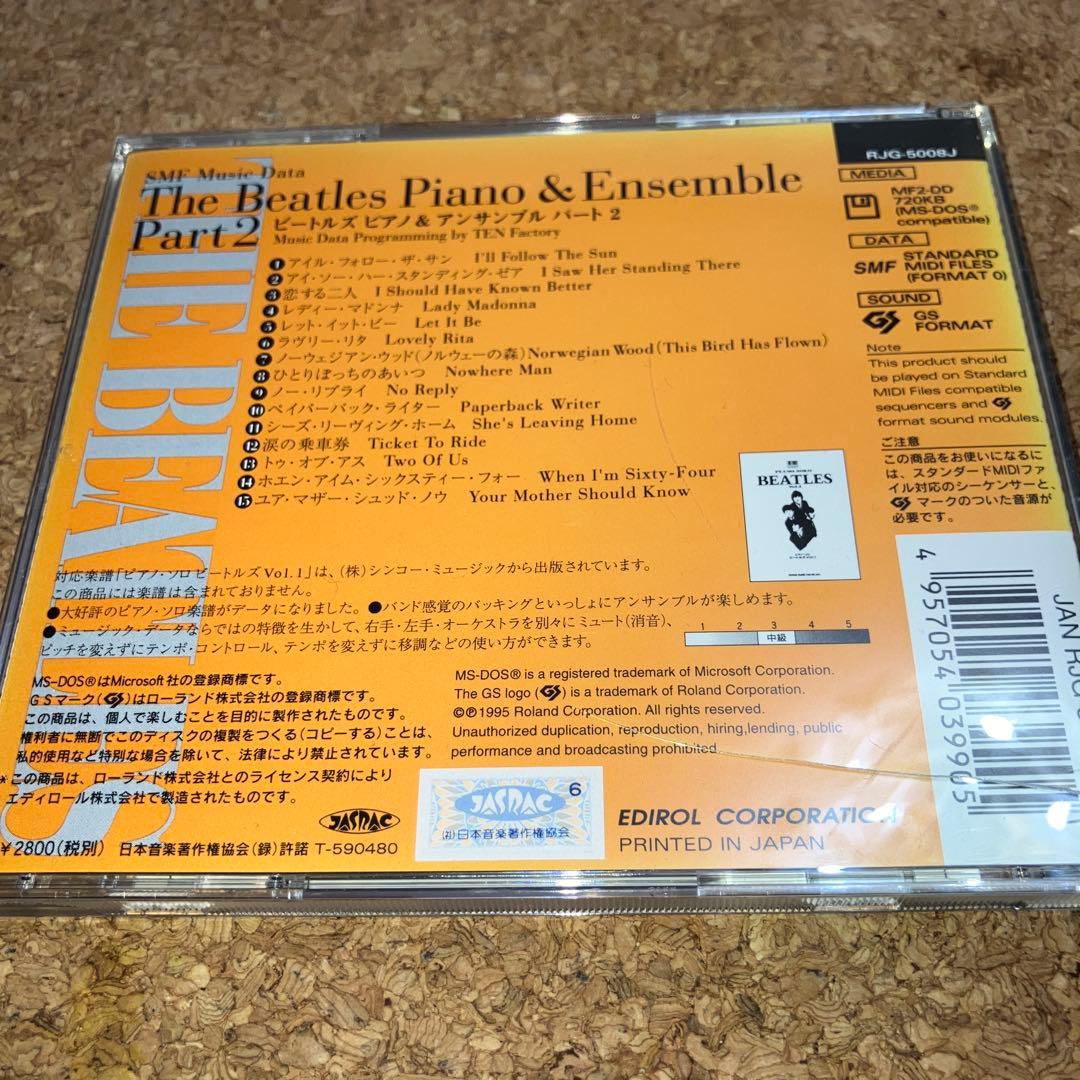 RJG-5008J
SMF Music Data
The Beatles Piano & Ensemble
Part 2 ビートルズ ピアノ & アンサンブル パート 2
Music Data Programming by TEN Factory
THE BEATLES
❶ アイル・フォロー・ザ・サン I'll Follow The Sun
❷ アイ・ソー・ハー・スタンディング・ゼア I Saw Her Standing There
❸ 恋する二人 I Should Have Known Better
❹ レディー・マドンナ Lady Madonna
❺ レット・イット・ビー Let It Be
❻ ラヴリー・リタ Lovely Rita
❼ ノーウェジアン・ウッド(ノルウェーの森) Norwegian Wood (This Bird Has Flown)
❽ ひとりぼっちのあいつ Nowhere Man
❾ ノー・リプライ No Reply
❿ ペイパーバック・ライター Paperback Writer
⓫ シーズ・リーヴィング・ホーム She's Leaving Home
⓬ 涙の乗車券 Ticket To Ride
⓭ トゥ・オブ・アス Two Of Us
⓮ ホエン・アイム・シックスティー・フォー When I'm Sixty-Four
⓯ ユア・マザー・シュッド・ノウ Your Mother Should Know
MEDIA
MF2-DD
720KB
(MS-DOS®
compatible)
DATA
SMF STANDARD
MIDI FILES
(FORMAT 0)
SOUND
GS GS
FORMAT
Note
This product should
be played on Standard
MIDI Files compatible
sequencers and GS
format sound modules.
ご注意
この商品をお使いになるに
は、スタンダードMIDIファ
イル対応のシーケンサーと、
GS マークのついた音源が
必要です。
BEATLES
対応楽譜「ピアノ・ソロ ビートルズ Vol.1」は、(株)シンコー・ミュージックから出版されています。
この商品には楽譜は含まれておりません。
●大好評のピアノ・ソロ楽譜がデータになりました。 ●バンド感覚のバッキングといっしょにアンサンブルが楽しめます。
●ミュージック・データならではの特徴を生かして、右手・左手・オーケストラを別々にミュート(消音)、
ピッチを変えずにテンポ・コントロール、テンポを変えずに移調などの使い方ができます。
1 2 3 4 5
中級
MS-DOS®はMicrosoft 社の登録商標です。
GSマーク(GS)はローランド株式会社の登録商標です。
この商品は、個人で楽しむことを目的に製作されたものです。
権利者に無断でこのディスクの複製をつくる(コピーする)ことは、
私的使用など特別な場合を除いて、法律により禁止されています。
*この商品は、ローランド株式会社とのライセンス契約により
エディロール株式会社で製造されたものです。
MS-DOS® is a registered trademark of Microsoft Corporation.
The GS logo (GS) is a trademark of Roland Corporation.
©℗1995 Roland Corporation. All rights reserved.
Unauthorized duplication, reproduction, hiring,lending, public
performance and broadcasting prohibited.
¥2800(税別) 日本音楽著作権協会(録)許諾 T-590480
JASRAC
JASRAC
6
(社)日本音楽著作権協会
EDIROL CORPORATION
PRINTED IN JAPAN
4 957054 039905
JAN RJG